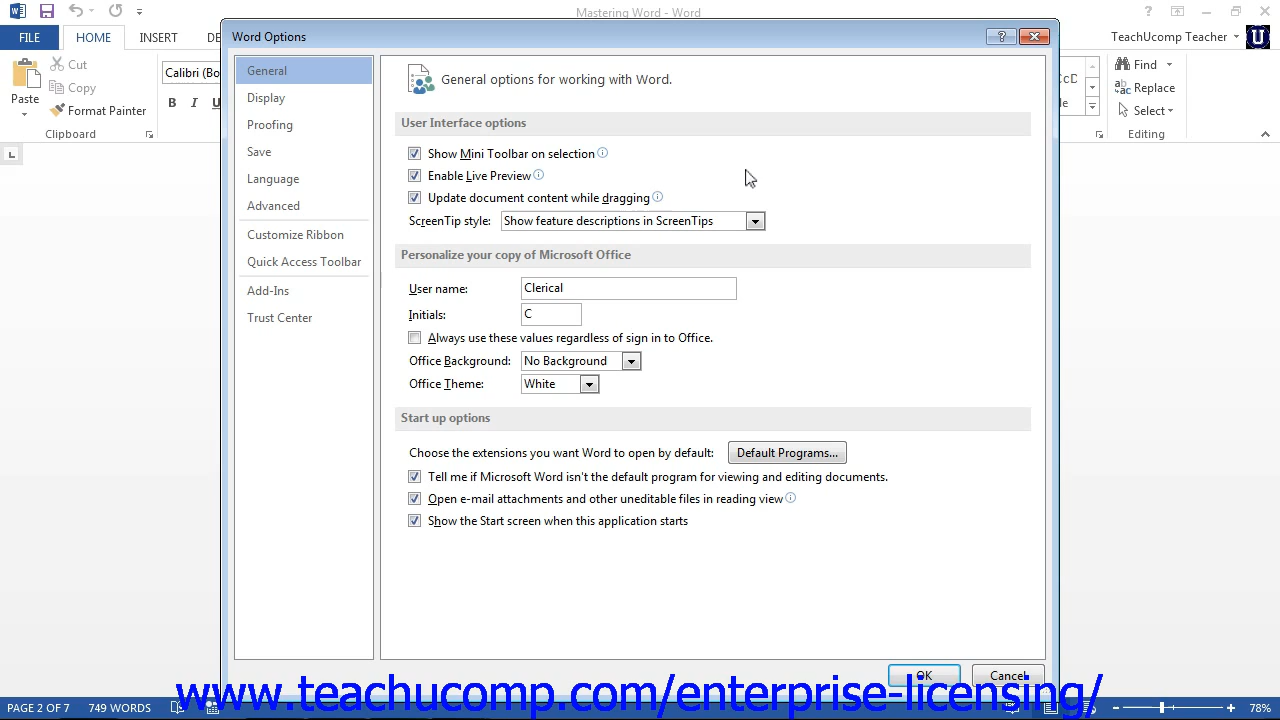 Mastering Word - Word
FILE HOME INSERT DE
TeachUcomp Teacher
Paste
Cut
Copy
Format Painter
Clipboard
Calibri (Bo
B I U
Find
Replace
Select
Editing
Word Options
General
Display
Proofing
Save
Language
Advanced
Customize Ribbon
Quick Access Toolbar
Add-Ins
Trust Center
General options for working with Word.
User Interface options
Show Mini Toolbar on selection
Enable Live Preview
Update document content while dragging
ScreenTip style: Show feature descriptions in ScreenTips
Personalize your copy of Microsoft Office
User name: Clerical
Initials: C
Always use these values regardless of sign in to Office.
Office Background: No Background
Office Theme: White
Start up options
Choose the extensions you want Word to open by default: Default Programs...
Tell me if Microsoft Word isn't the default program for viewing and editing documents.
Open e-mail attachments and other uneditable files in reading view
Show the Start screen when this application starts
OK Cancel
www.teachucomp.com/enterprise-licensing/
PAGE 2 OF 7 749 WORDS 78%